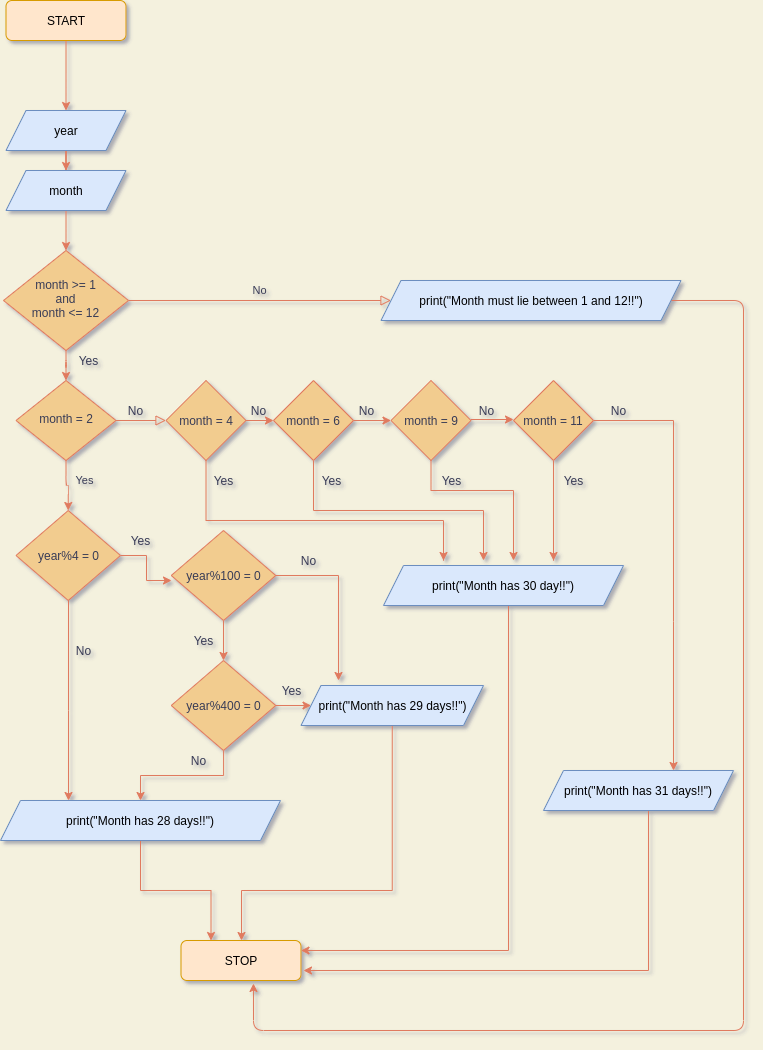 START
year
month
month >= 1
and
month <= 12
No
print("Month must lie between 1 and 12!!")
Yes
month = 2
No
month = 4
No
month = 6
No
month = 9
No
month = 11
No
Yes
Yes
Yes
Yes
Yes
year%4 = 0
Yes
year%100 = 0
No
print("Month has 30 day!!")
No
Yes
year%400 = 0
Yes
print("Month has 29 days!!")
No
print("Month has 31 days!!")
print("Month has 28 days!!")
STOP